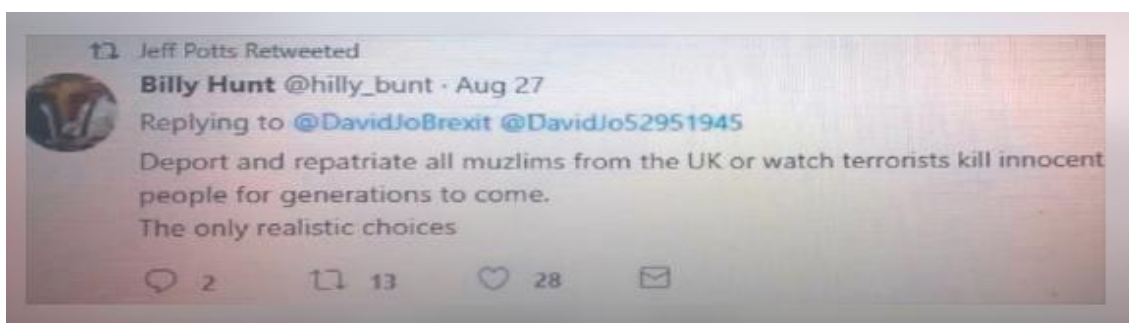 Jeff Potts Retweeted
Billy Hunt @hilly_bunt · Aug 27
Replying to @DavidJoBrexit @DavidJo52951945
Deport and repatriate all muzlims from the UK or watch terrorists kill innocent
people for generations to come.
The only realistic choices
2 13 28